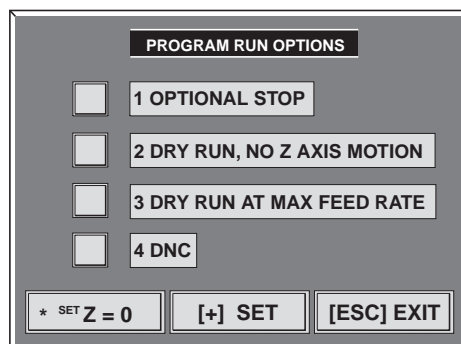 PROGRAM RUN OPTIONS
1 OPTIONAL STOP
2 DRY RUN, NO Z AXIS MOTION
3 DRY RUN AT MAX FEED RATE
4 DNC
* SET Z = 0 [+] SET [ESC] EXIT